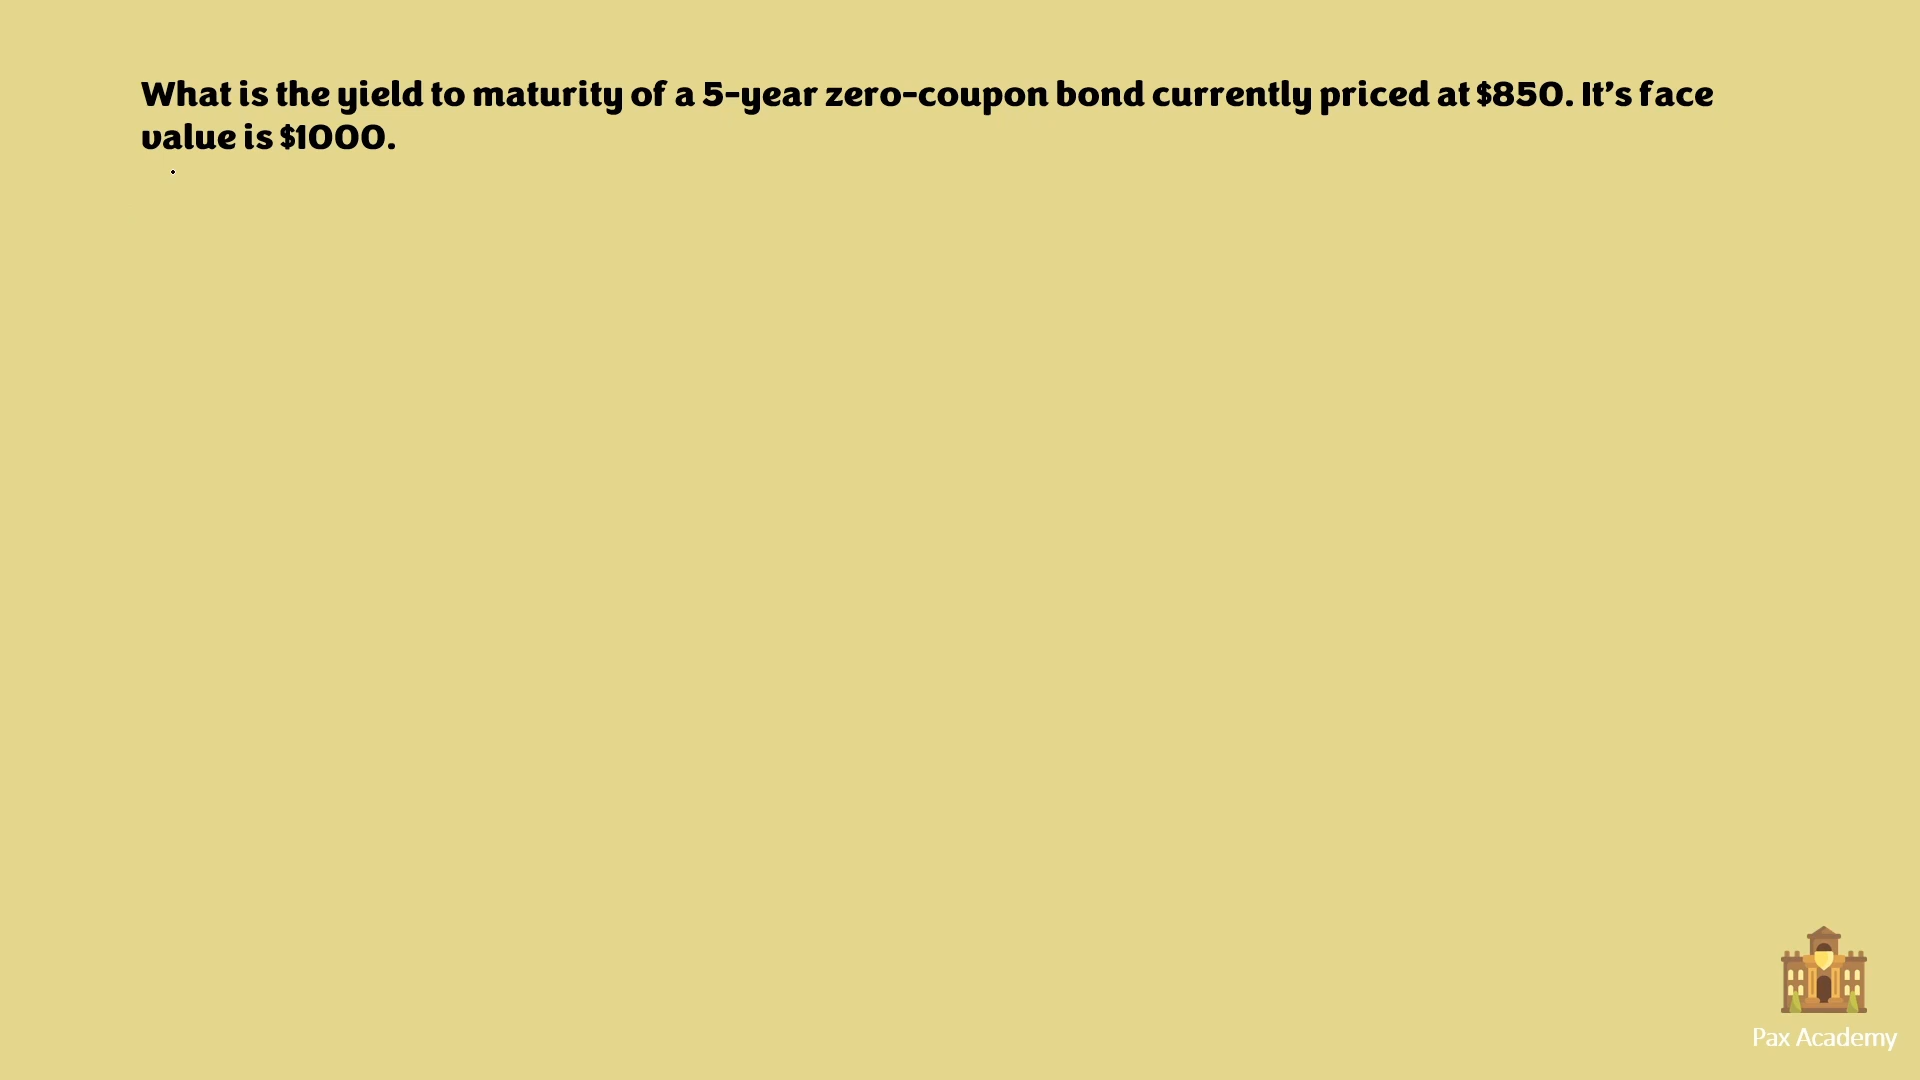 What is the yield to maturity of a 5-year zero-coupon bond currently priced at $850. It's face
value is $1000.
Pax Academy